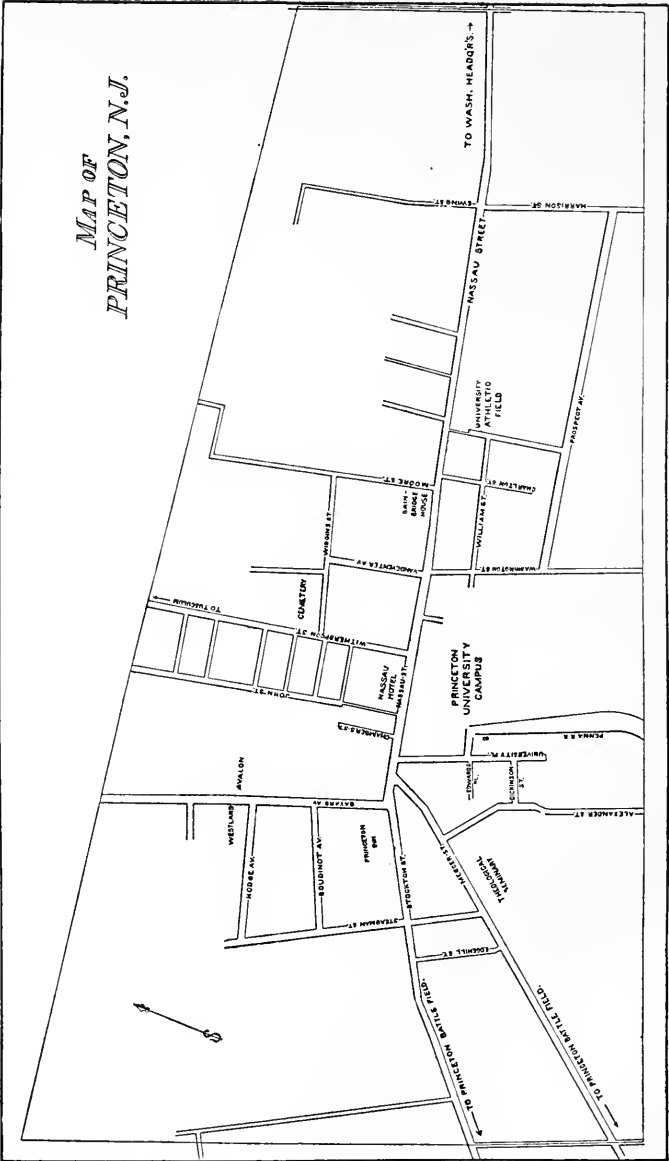 MAP OF
PRINCETON, N.J.
TO WASH. HEADQ'R'S. →
EWING ST.
HARRISON ST.
NASSAU STREET
UNIVERSITY
ATHLETIC
FIELD
PROSPECT AV.
MOORE ST.
BAIN-
BRIDGE
HOUSE
CHARLTON ST.
WILLIAM ST.
WIGGINS ST.
VANDEVENTER AV
WASHINGTON ST.
CEMETERY
TO TUSCULUM
WITHERSPOON ST.
JOHN ST.
NASSAU
HOTEL
NASSAU-ST.
CHAMBERS-ST.
PRINCETON
UNIVERSITY
CAMPUS
PENNA.R.R
UNIVERSITY PL.
EDWARDS
PL.
DICKINSON
ST.
ALEXANDER ST.
AVALON
BAYARD AV
WESTLAND
HODGE AV.
BOUDINOT AV.
PRINCETON
INN
STOCKTON ST.
MERCER ST.
THEOLOGICAL
SEMINARY
STEADMAN ST.
EDGEHILL ST.
TO PRINCETON BATTLE FIELD.
TO PRINCETON BATTLE FIELD.
S